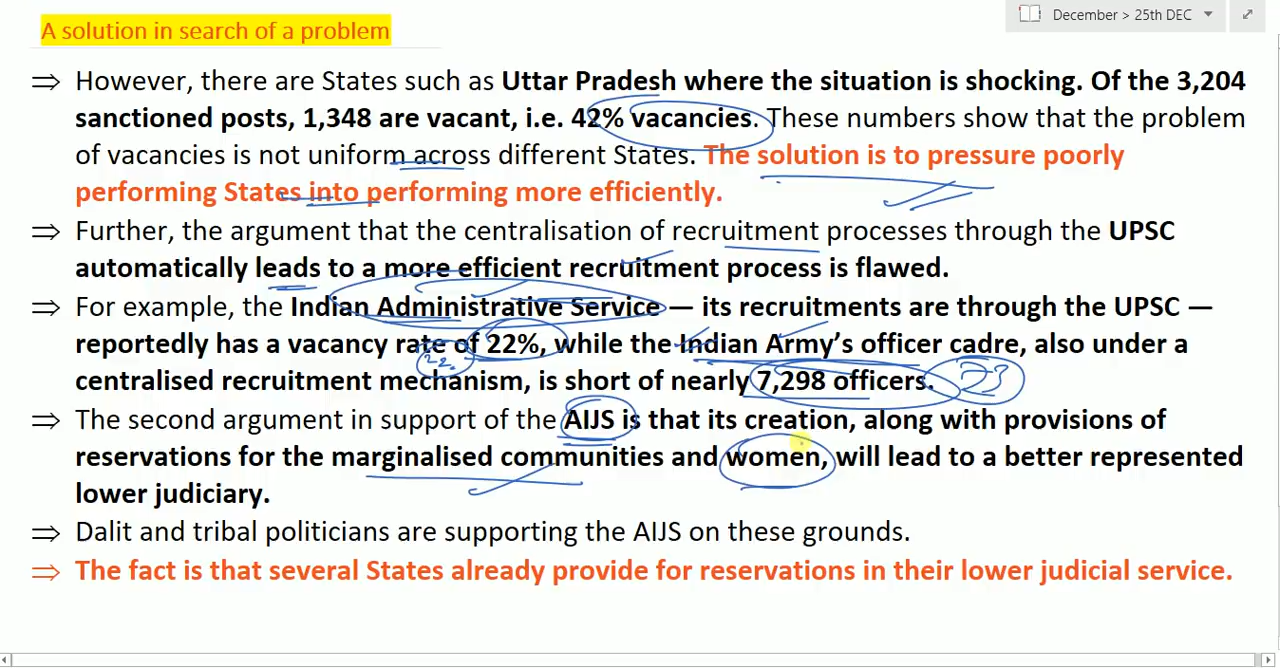 A solution in search of a problem
December > 25th DEC
⇒ However, there are States such as Uttar Pradesh where the situation is shocking. Of the 3,204
sanctioned posts, 1,348 are vacant, i.e. 42% vacancies. These numbers show that the problem
of vacancies is not uniform across different States. The solution is to pressure poorly
performing States into performing more efficiently.
⇒ Further, the argument that the centralisation of recruitment processes through the UPSC
automatically leads to a more efficient recruitment process is flawed.
⇒ For example, the Indian Administrative Service — its recruitments are through the UPSC —
reportedly has a vacancy rate of 22%, while the Indian Army's officer cadre, also under a
22.
centralised recruitment mechanism, is short of nearly 7,298 officers. 23
⇒ The second argument in support of the AIJS is that its creation, along with provisions of
reservations for the marginalised communities and women, will lead to a better represented
lower judiciary.
⇒ Dalit and tribal politicians are supporting the AIJS on these grounds.
⇒ The fact is that several States already provide for reservations in their lower judicial service.